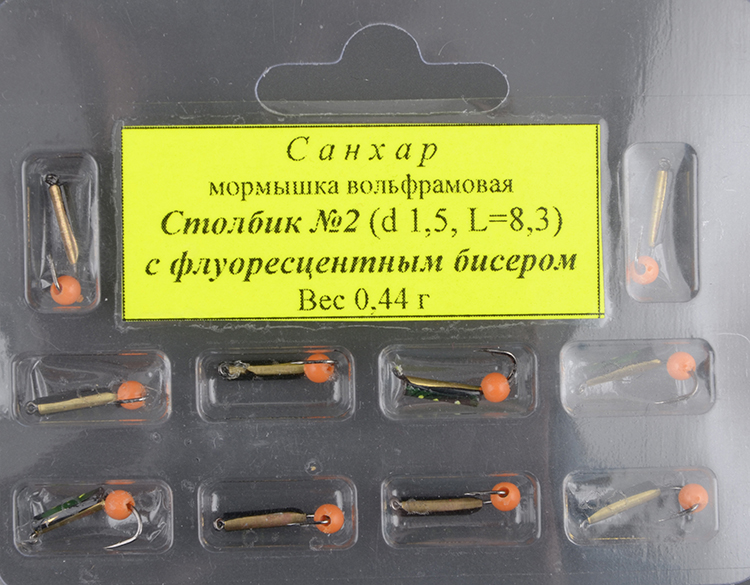 Санхар
мормышка вольфрамовая
Столбик №2 (d 1,5, L=8,3)
с флуоресцентным бисером
Вес 0,44 г